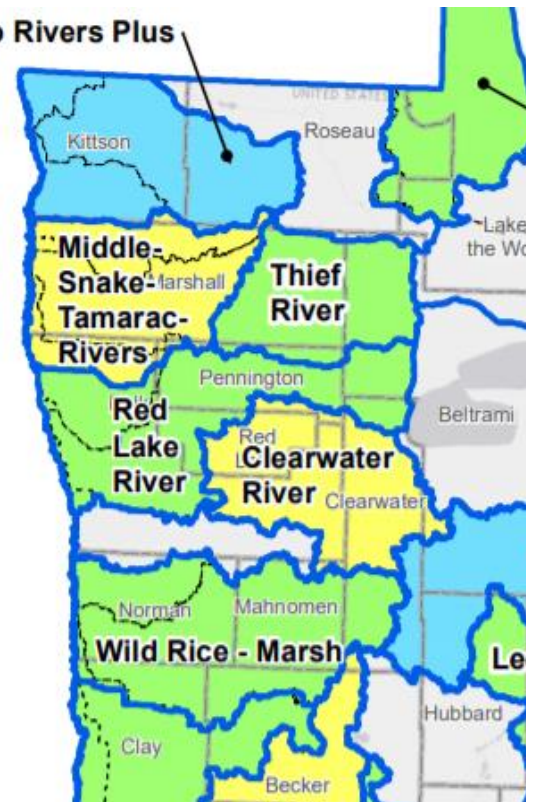 Rivers Plus
UNITED STATES
Kittson
Roseau
Lake
the Wo
Middle-
Snake-
Marshall
Tamarac-
Rivers
Thief
River
Pennington
Red
Lake
River
Beltrami
Red
Clearwater
River
Clearwater
Norman
Mahnomen
Wild Rice - Marsh
Le
Hubbard
Clay
Becker